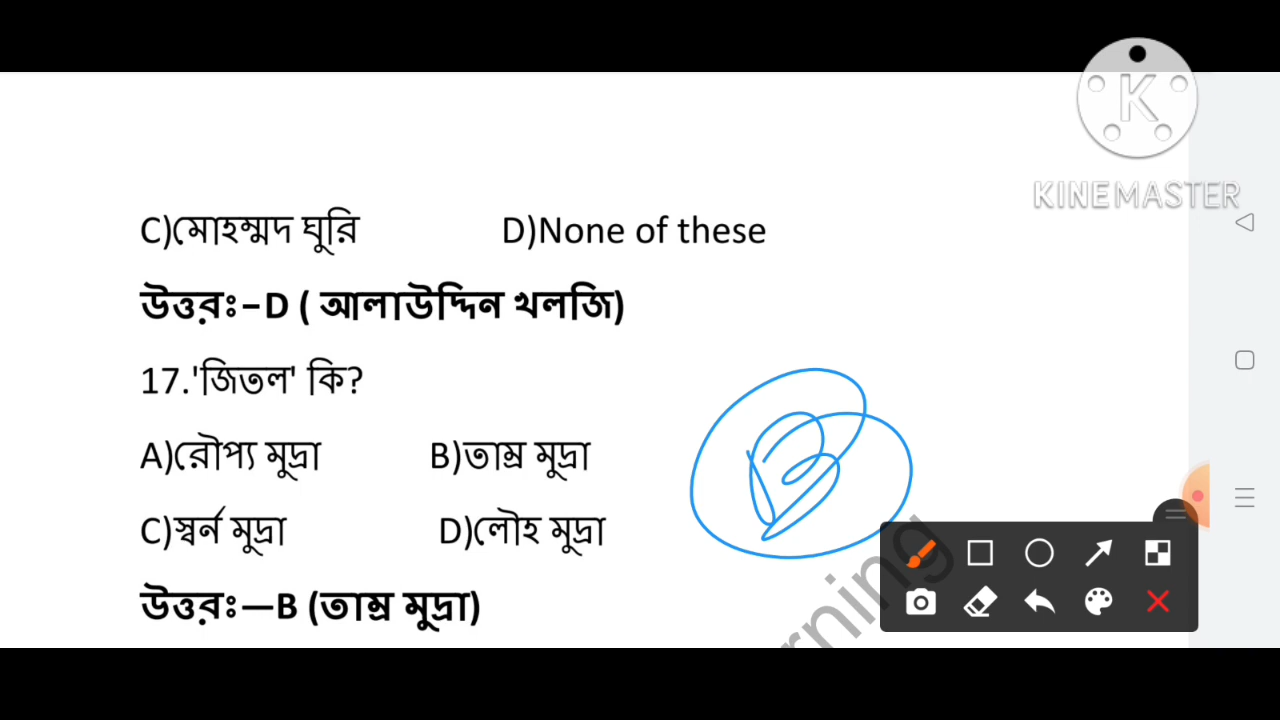 KINEMASTER
C)মোহম্মদ ঘুরি D)None of these
উত্তরঃ–D ( আলাউদ্দিন খলজি)
17.'জিতল' কি?
A)রৌপ্য মুদ্রা B)তাম্র মুদ্রা
C)স্বর্ন মুদ্রা D)লৌহ মুদ্রা
B
উত্তরঃ—B (তাম্র মুদ্রা)